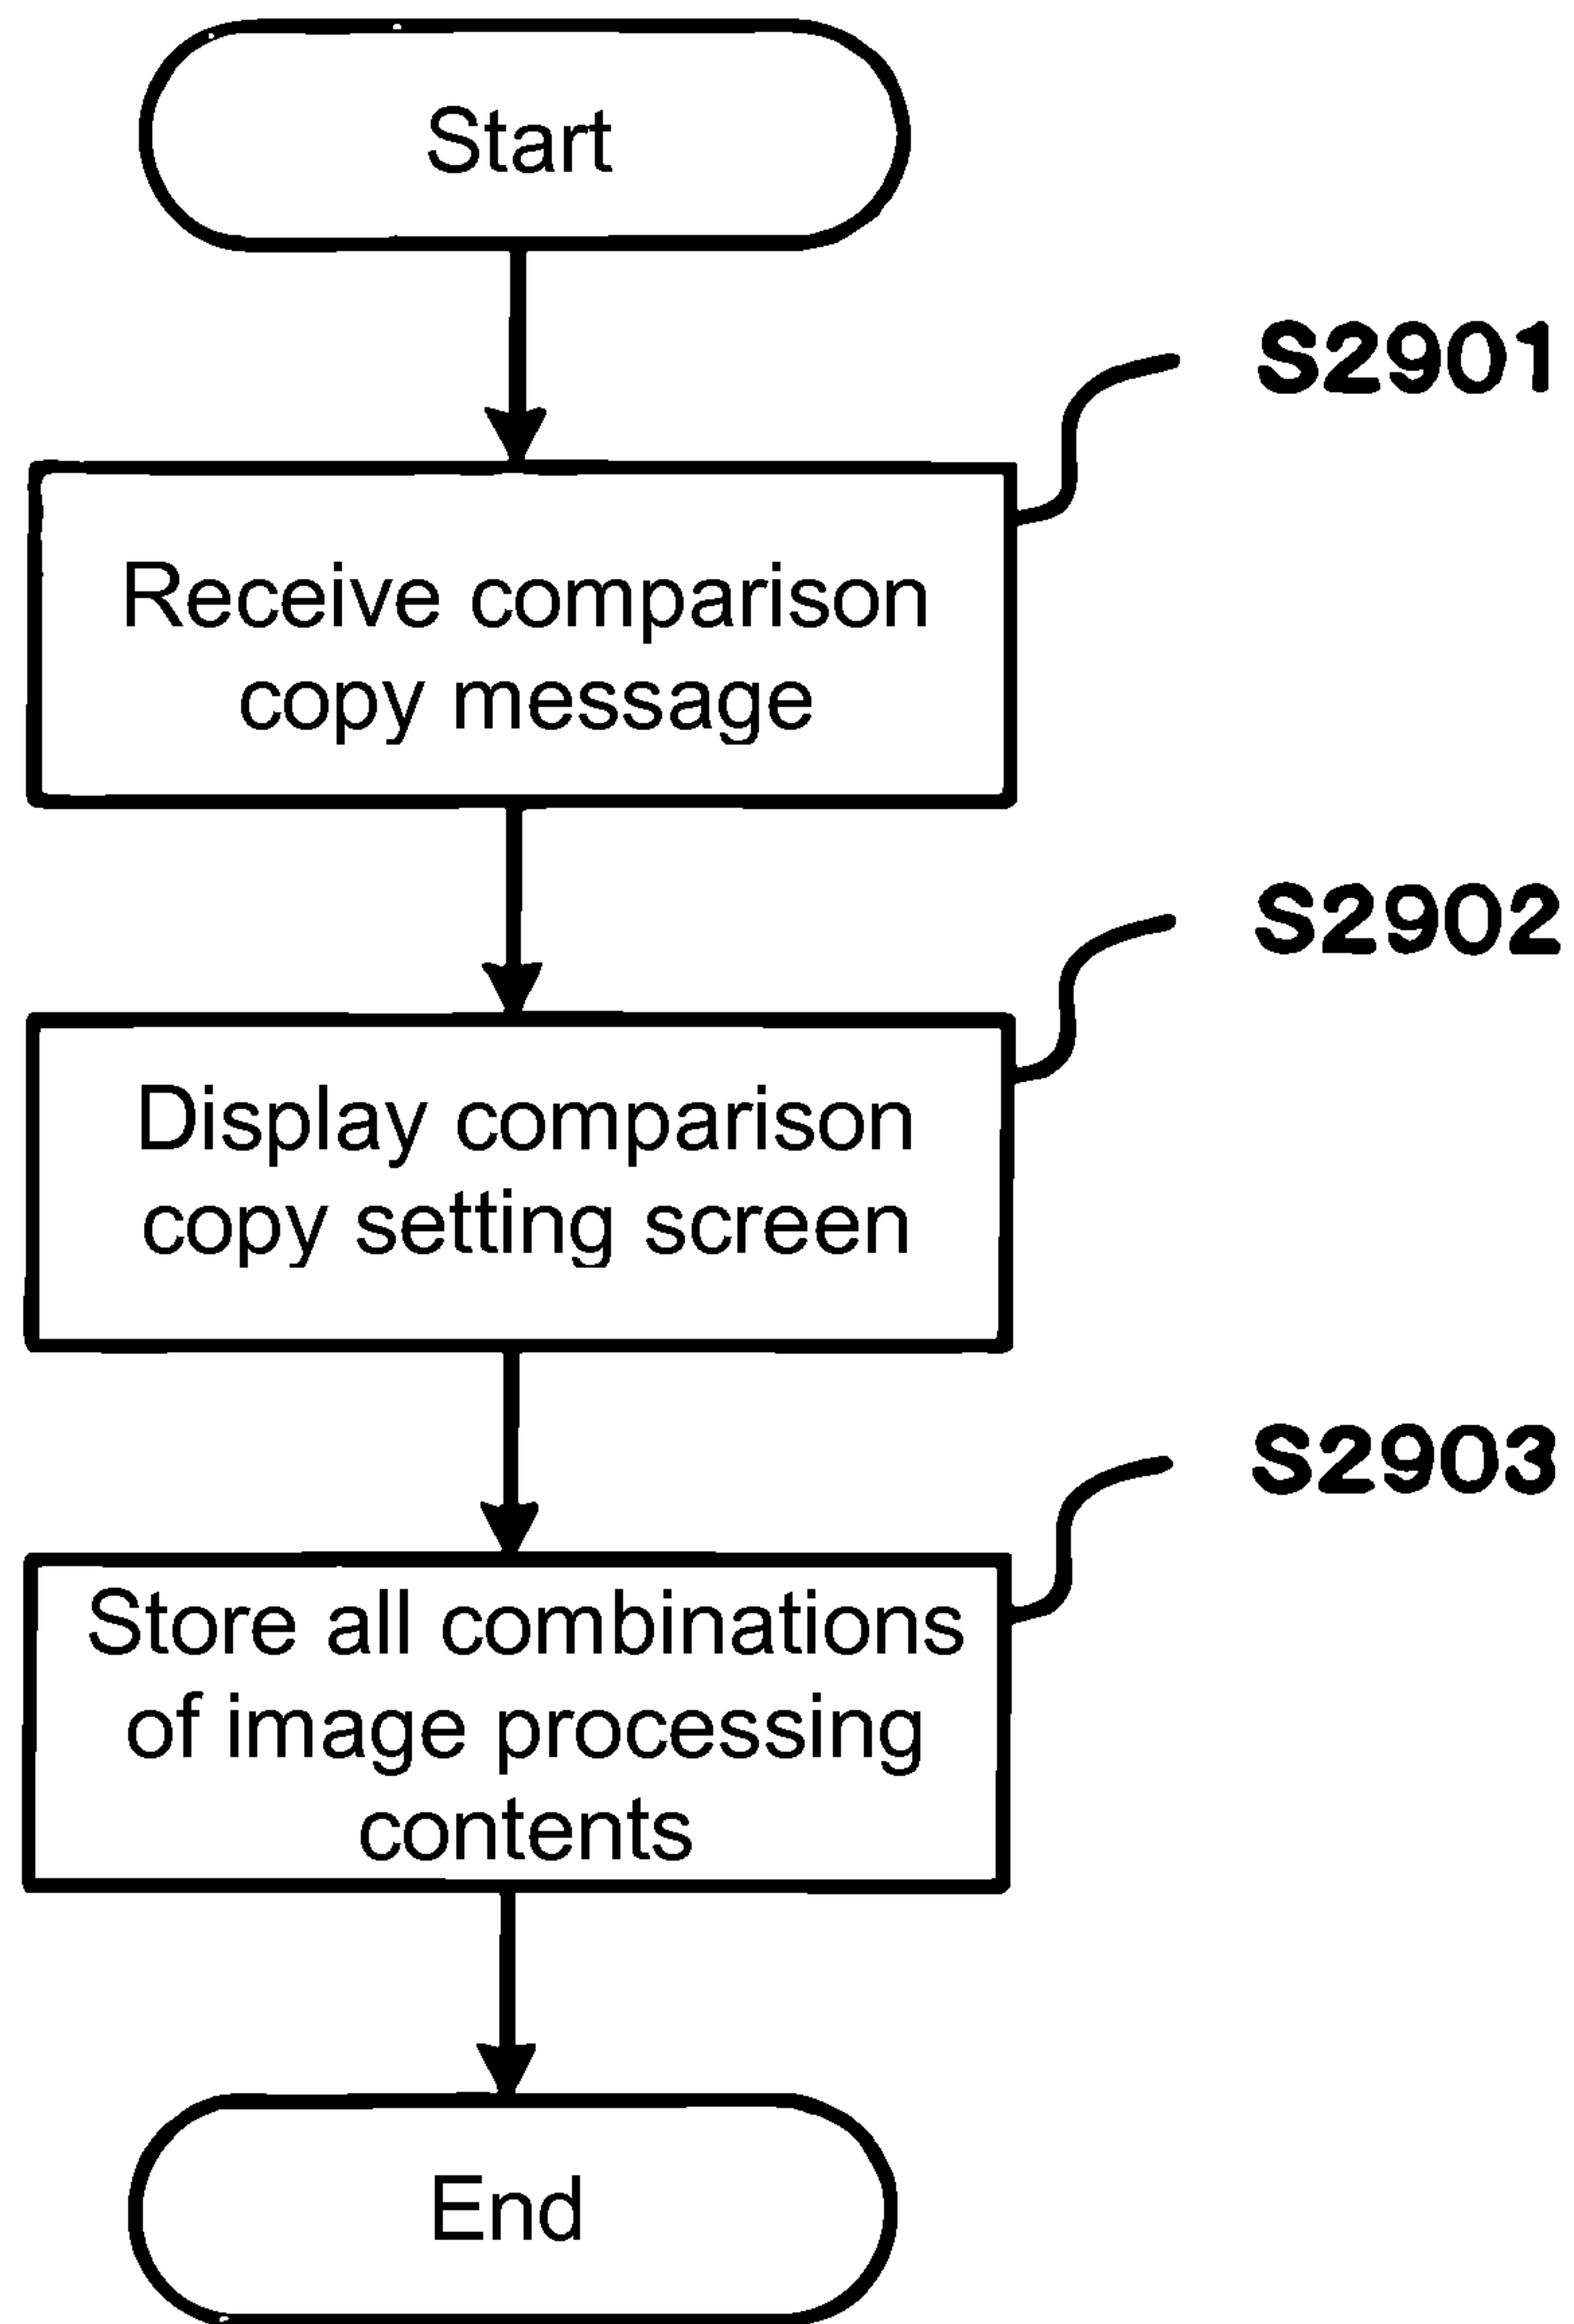 Start
S2901
Receive comparison
copy message
S2902
Display comparison
copy setting screen
S2903
Store all combinations
of image processing
contents
End